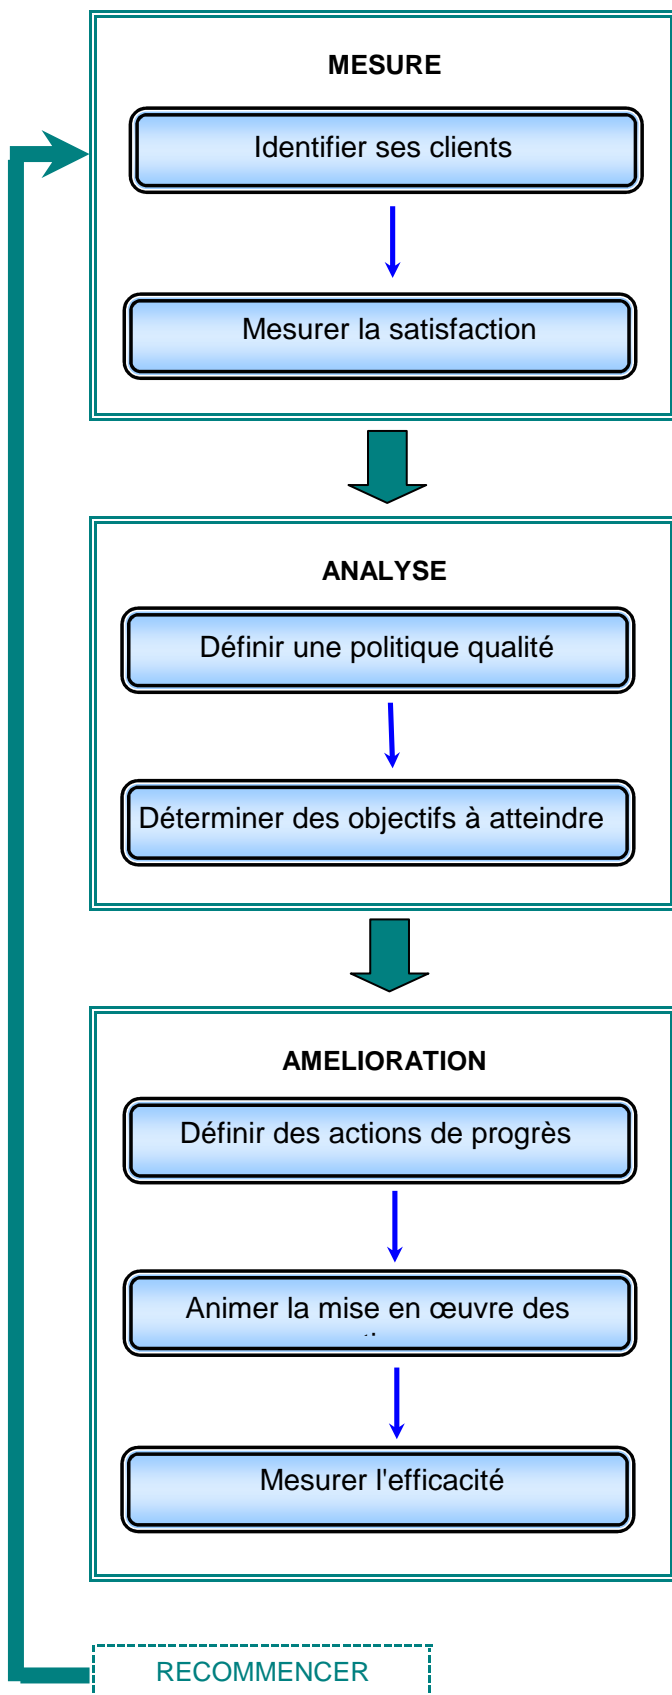 MESURE
Identifier ses clients
Mesurer la satisfaction
ANALYSE
Définir une politique qualité
Déterminer des objectifs à atteindre
AMELIORATION
Définir des actions de progrès
Animer la mise en œuvre des
Mesurer l'efficacité
RECOMMENCER